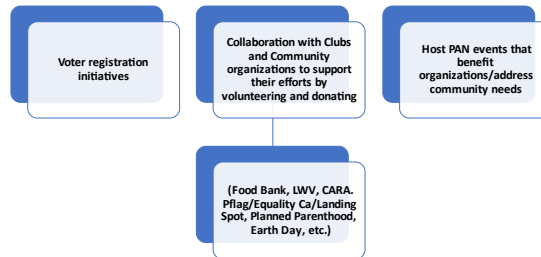 Voter registration
initiatives
Collaboration with Clubs
and Community
organizations to support
their efforts by
volunteering and donating
Host PAN events that
benefit
organizations/address
community needs
(Food Bank, LWV, CARA.
Pflag/Equality Ca/Landing
Spot, Planned Parenthood,
Earth Day, etc.)